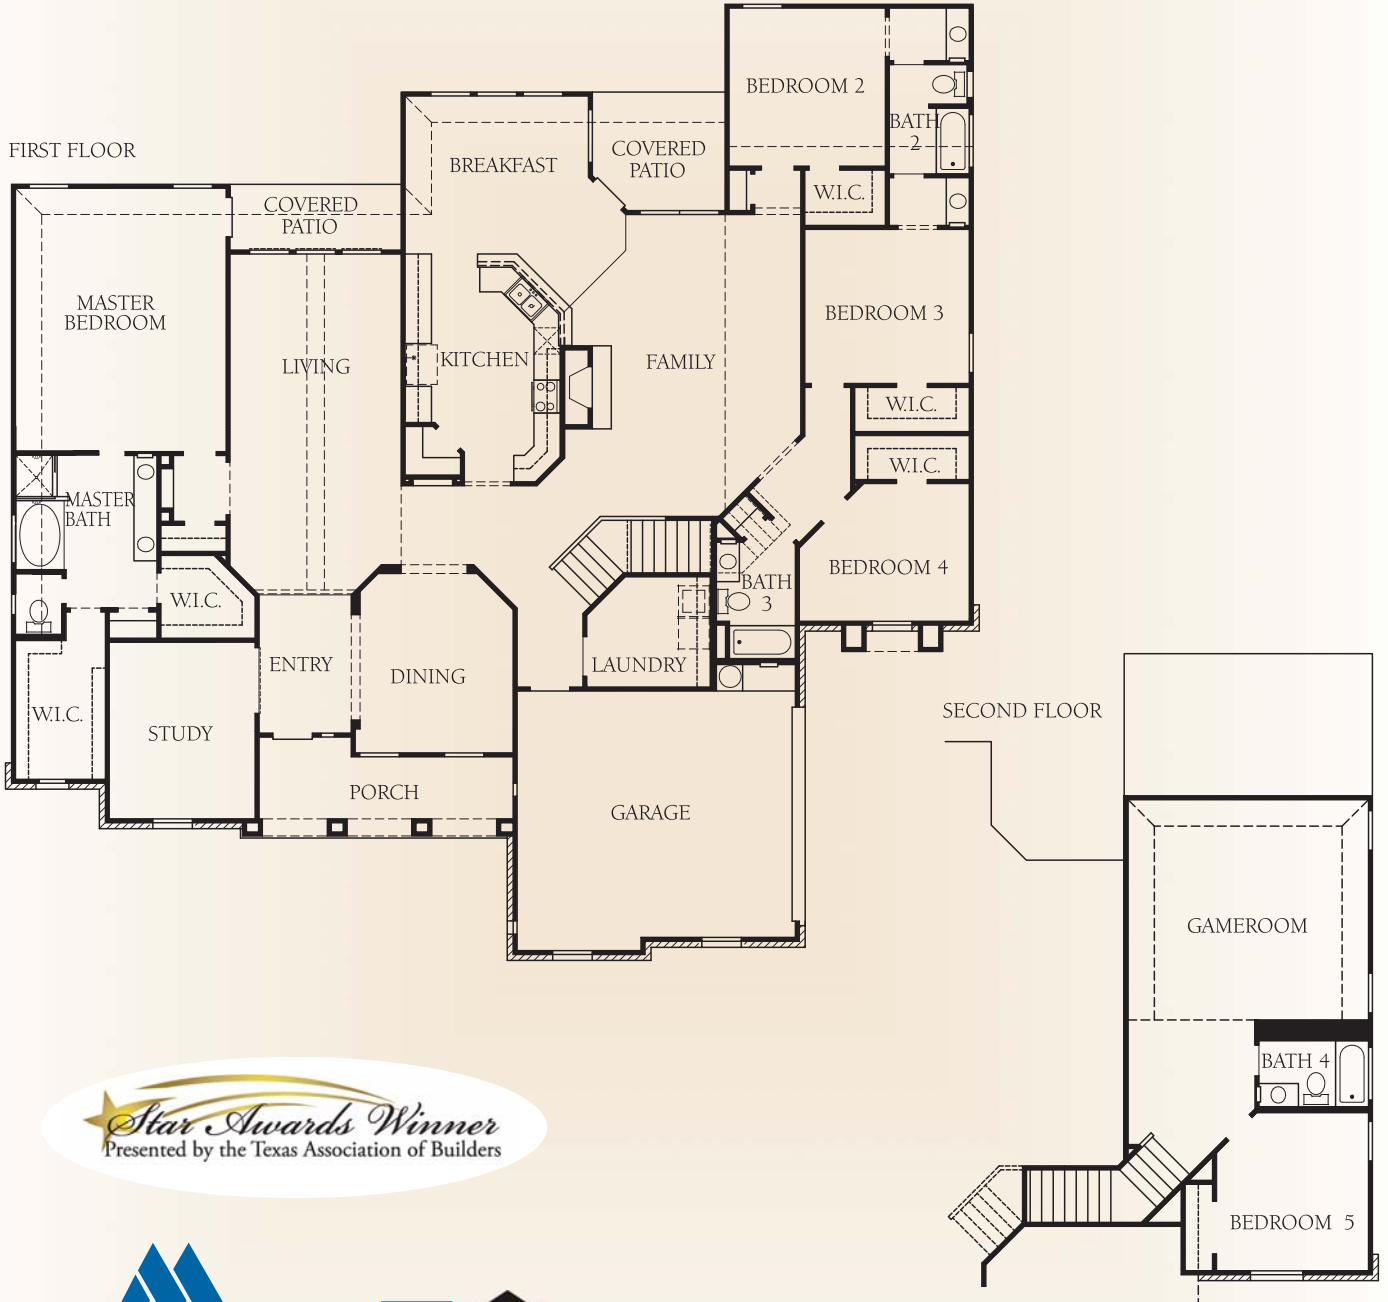 FIRST FLOOR
BEDROOM 2
BATH
2
BREAKFAST
COVERED
PATIO
W.I.C.
COVERED
PATIO
MASTER
BEDROOM
LIVING
KITCHEN
FAMILY
BEDROOM 3
W.I.C.
W.I.C.
MASTER
BATH
W.I.C.
BATH
3
BEDROOM 4
ENTRY
DINING
LAUNDRY
W.I.C.
STUDY
PORCH
GARAGE
SECOND FLOOR
GAMEROOM
BATH 4
BEDROOM 5
Star Awards Winner
Presented by the Texas Association of Builders